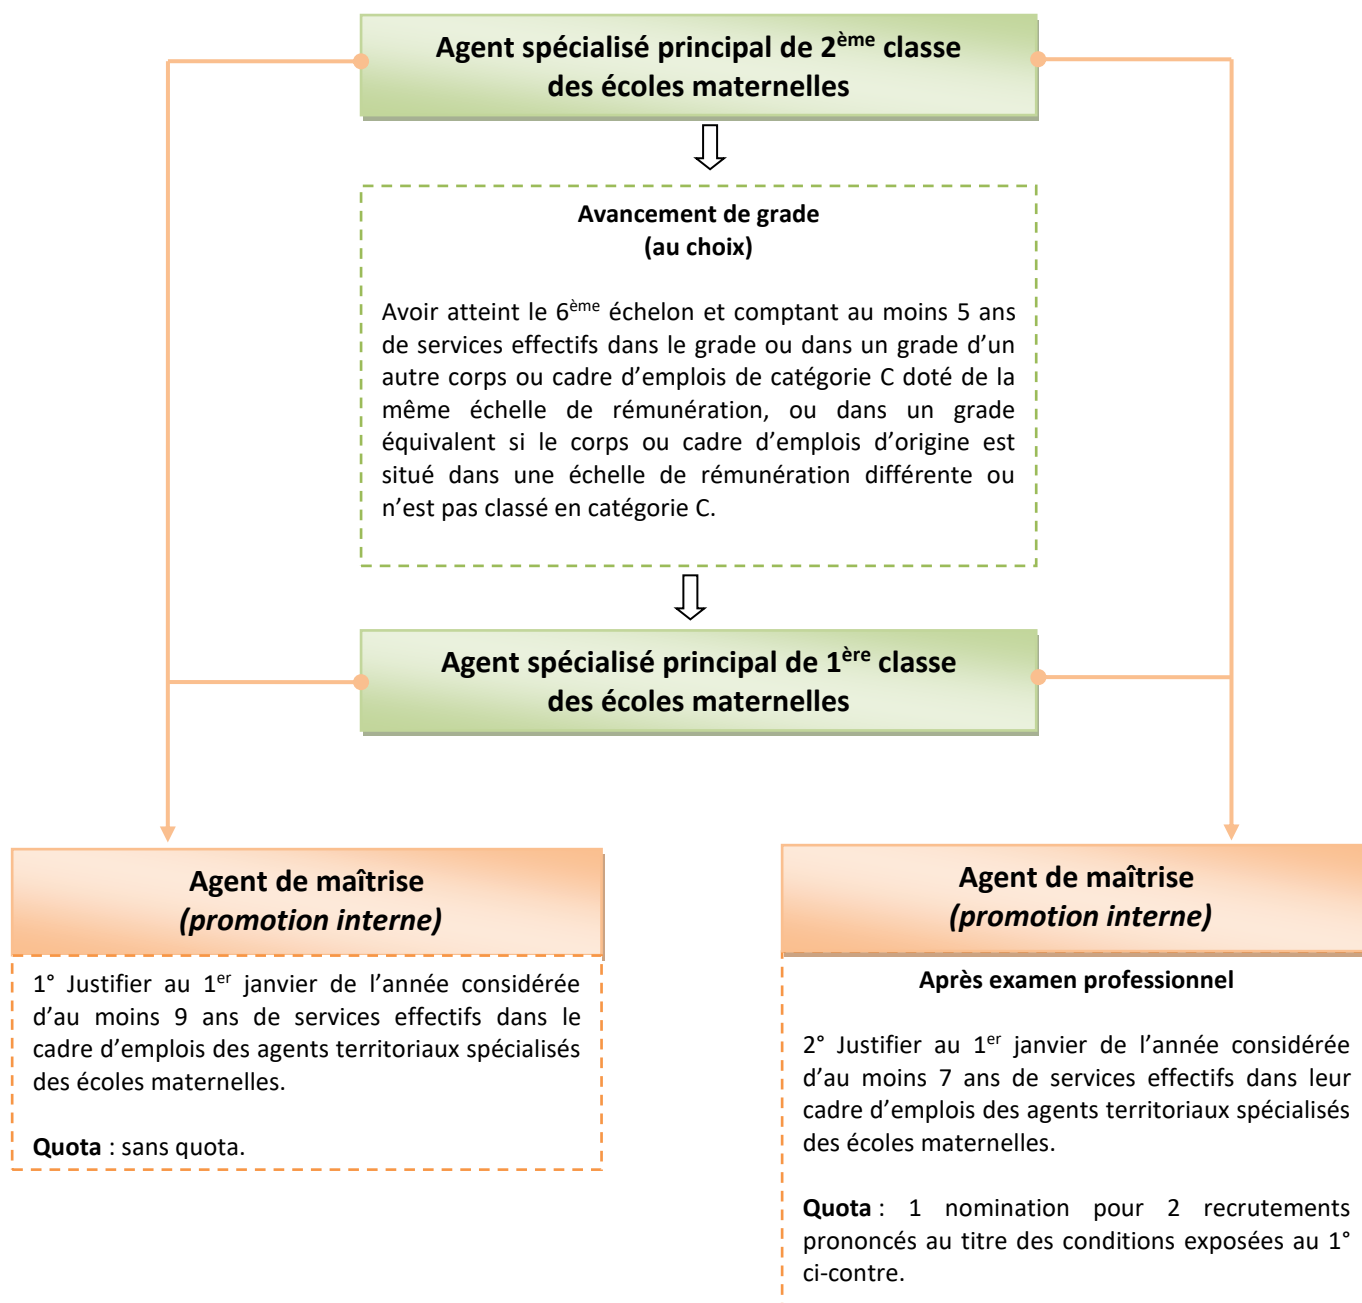 Agent spécialisé principal de 2ème classe
des écoles maternelles
Avancement de grade
(au choix)
Avoir atteint le 6ème échelon et comptant au moins 5 ans
de services effectifs dans le grade ou dans un grade d’un
autre corps ou cadre d’emplois de catégorie C doté de la
même échelle de rémunération, ou dans un grade
équivalent si le corps ou cadre d’emplois d’origine est
situé dans une échelle de rémunération différente ou
n’est pas classé en catégorie C.
Agent spécialisé principal de 1ère classe
des écoles maternelles
Agent de maîtrise
(promotion interne)
1° Justifier au 1er janvier de l’année considérée
d’au moins 9 ans de services effectifs dans le
cadre d’emplois des agents territoriaux spécialisés
des écoles maternelles.
Quota : sans quota.
Agent de maîtrise
(promotion interne)
Après examen professionnel
2° Justifier au 1er janvier de l’année considérée
d’au moins 7 ans de services effectifs dans leur
cadre d’emplois des agents territoriaux spécialisés
des écoles maternelles.
Quota : 1 nomination pour 2 recrutements
prononcés au titre des conditions exposées au 1°
ci-contre.